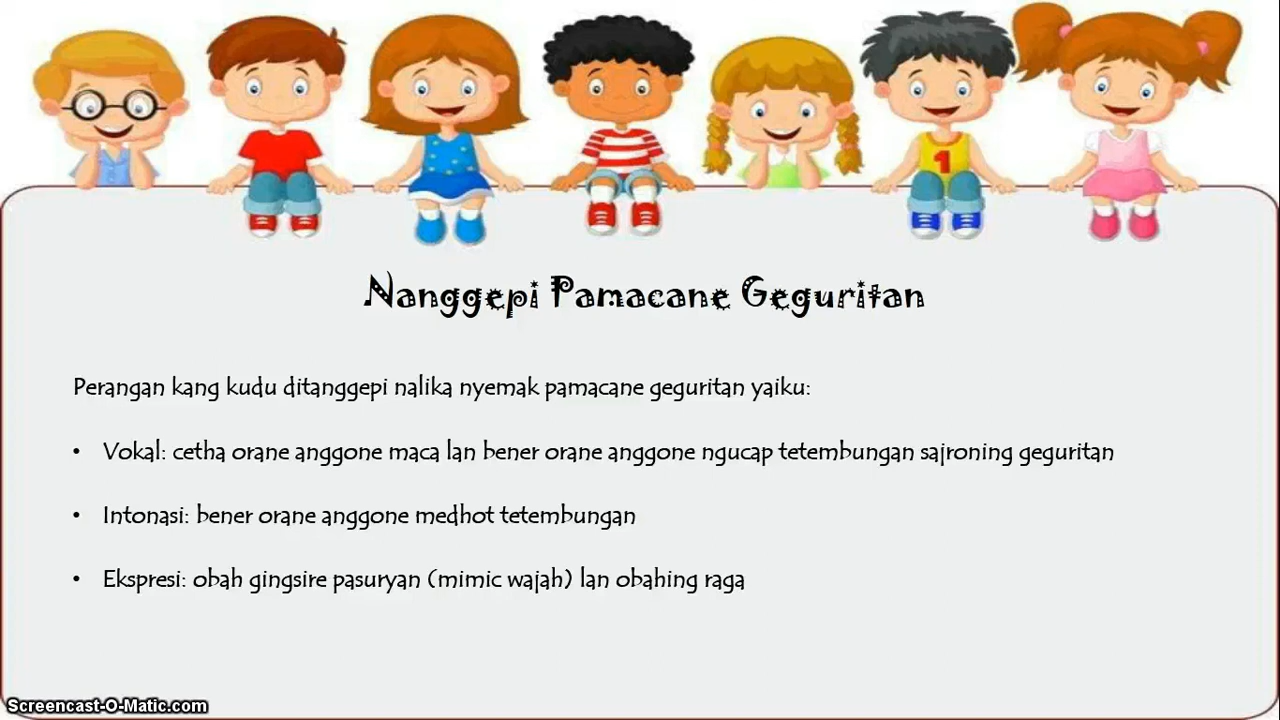 1
Nanggepi Pamacane Geguritan
Perangan kang kudu ditanggepi nalika nyemak pamacane geguritan yaiku:
• Vokal: cetha orane anggone maca lan bener orane anggone ngucap tetembungan sajroning geguritan
• Intonasi: bener orane anggone medhot tetembungan
• Ekspresi: obah gingsire pasuryan (mimic wajah) lan obahing raga
Screencast-O-Matic.com